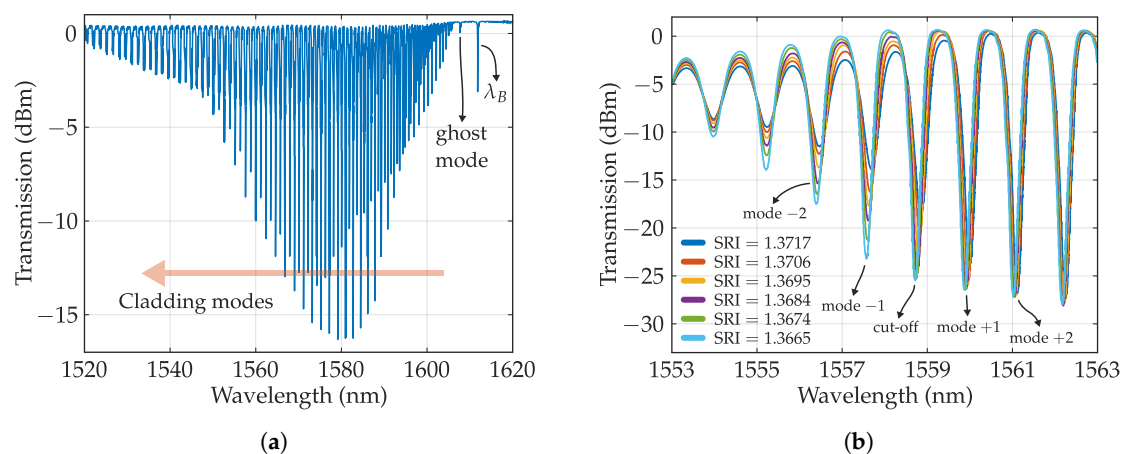 0
−5
−10
−15
Transmission (dBm)
ghost
mode
λB
Cladding modes
1520
1540
1560
1580
1600
1620
Wavelength (nm)
(a)
0
−5
−10
−15
−20
−25
−30
Transmission (dBm)
mode −2
SRI = 1.3717
SRI = 1.3706
SRI = 1.3695
SRI = 1.3684
SRI = 1.3674
SRI = 1.3665
mode −1
cut-off
mode +1
mode +2
1553
1555
1557
1559
1561
1563
Wavelength (nm)
(b)